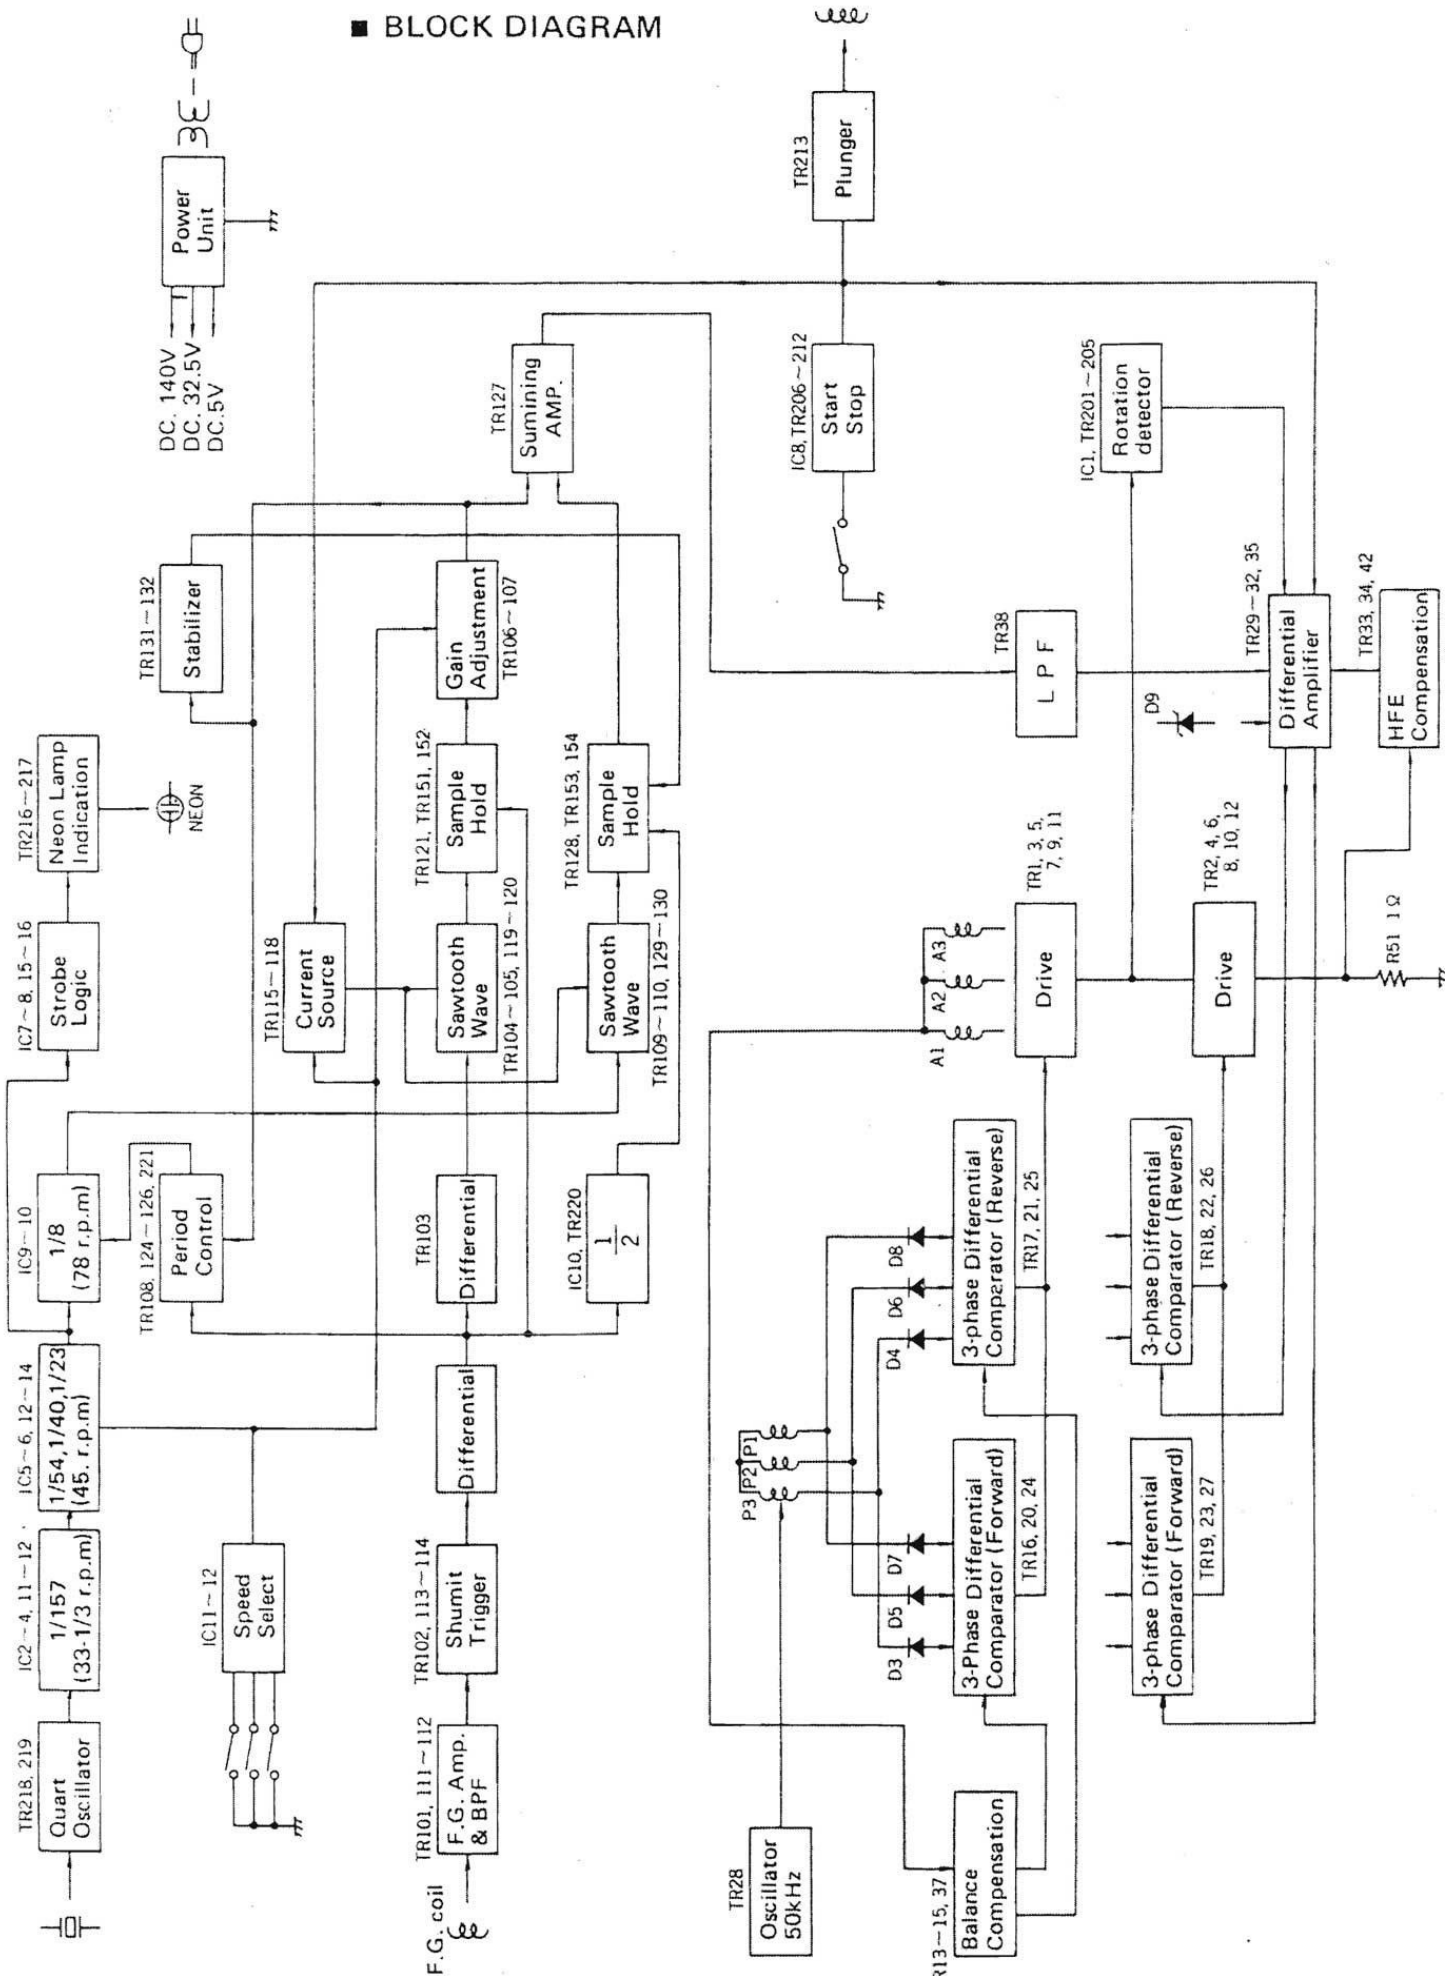 ■ BLOCK DIAGRAM
DC. 140V
DC. 32.5V
DC.5V
Power
Unit
TR218, 219
Quart
Oscillator
IC2~4, 11~12
1/157
(33-1/3 r.p.m)
IC5~6, 12~14
1/54,1/40,1/23
(45. r.p.m)
IC9~10
1/8
(78 r.p.m)
IC7~8, 15~16
Strobe
Logic
TR216~217
Neon Lamp
Indication
NEON
IC11~12
Speed
Select
TR108, 124~126, 221
Period
Control
TR131~132
Stabilizer
TR115~118
Current
Source
F.G. coil
TR101, 111~112
F.G. Amp.
& BPF
TR102, 113~114
Shumit
Trigger
Differential
TR103
Differential
Sawtooth
Wave
TR104~105, 119~120
TR121, TR151, 152
Sample
Hold
Gain
Adjustment
TR106~107
TR127
Sumining
AMP.
IC10, TR220
1
2
Sawtooth
Wave
TR109~110, 129~130
TR128, TR153, 154
Sample
Hold
TR213
Plunger
IC8, TR206~212
Start
Stop
TR28
Oscillator
50kHz
P3
P2
P1
A1
A2
A3
R13~15, 37
Balance
Compensation
D3
D5
D7
3-Phase Differential
Comparator (Forward)
TR16, 20, 24
D4
D6
D8
3-phase Differential
Comperator (Reverse)
TR17, 21, 25
Drive
TR1, 3, 5,
7, 9, 11
TR38
L P F
IC1, TR201~205
Rotation
detector
3-phase Differential
Comparator (Forward)
TR19, 23, 27
3-phase Differential
Comparator (Reverse)
TR18, 22, 26
Drive
TR2, 4, 6,
8, 10, 12
D9
TR29~32, 35
Differential
Amplifier
TR33, 34, 42
HFE
Compensation
R51 1Ω